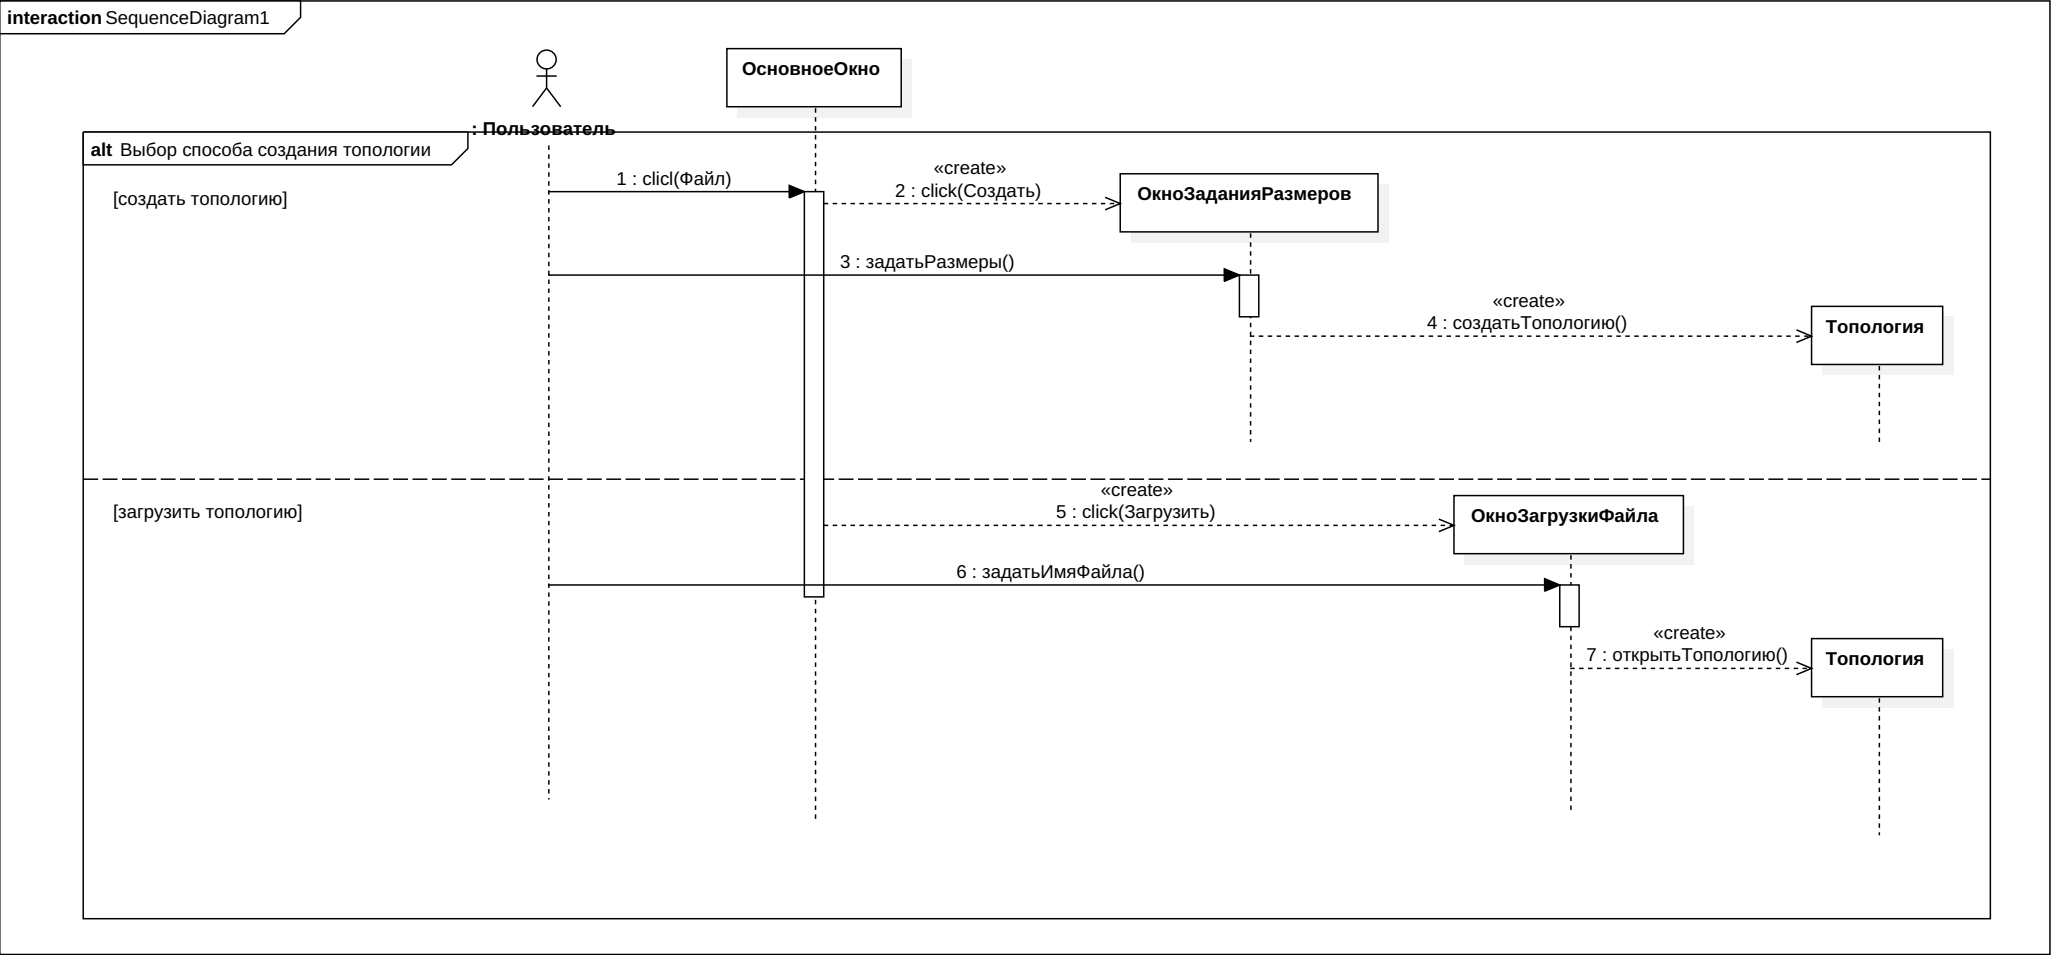 interaction SequenceDiagram1
ОсновноеОкно
: Пользователь
alt Выбор способа создания топологии
[создать топологию]
1 : clicl(Файл)
«create»
2 : click(Создать)
ОкноЗаданияРазмеров
3 : задатьРазмеры()
«create»
4 : создатьТопологию()
Топология
[загрузить топологию]
«create»
5 : click(Загрузить)
ОкноЗагрузкиФайла
6 : задатьИмяФайла()
«create»
7 : открытьТопологию()
Топология